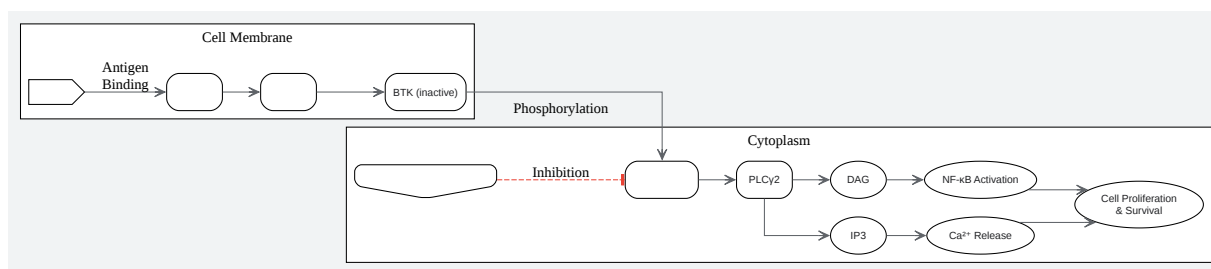 Cell Membrane
Antigen
Binding
BTK (inactive)
Phosphorylation
Cytoplasm
Inhibition
PLCγ2
DAG
NF-κB Activation
Cell Proliferation
& Survival
IP3
Ca²⁺ Release